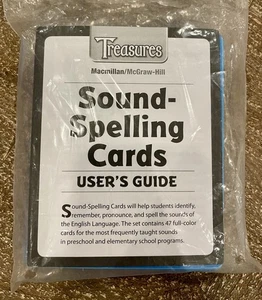 Treasures
Macmillan/McGraw-Hill
Sound-
Spelling
Cards
USER'S GUIDE
Sound-Spelling Cards will help students identify,
remember, pronounce, and spell the sounds of
the English Language. The set contains 47 full-color
cards for the most frequently taught sounds
in preschool and elementary school programs.